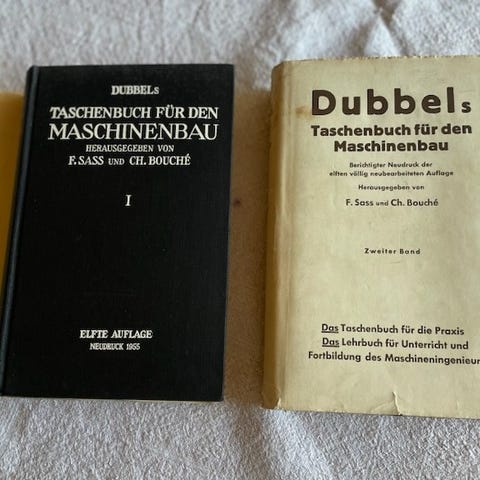 DUBBELs
TASCHENBUCH FÜR DEN
MASCHINENBAU
HERAUSGEGEBEN VON
F. SASS UND CH. BOUCHÉ
I
ELFTE AUFLAGE
NEUDRUCK 1955
Dubbels
Taschenbuch für den
Maschinenbau
Berichtigter Neudruck der
elften völlig neubearbeiteten Auflage
Herausgegeben von
F. Sass und Ch. Bouché
Zweiter Band
Das Taschenbuch für die Praxis
Das Lehrbuch für Unterricht und
Fortbildung des Maschineningenieur